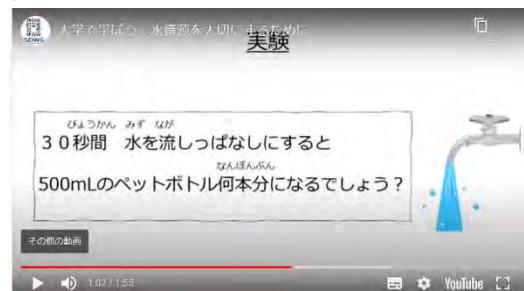 大学で学ぼう 水資源を大切にするために
実験
びょうかん みず なが
30秒間 水を流しっぱなしにすると
なんぼんぶん
500mLのペットボトル何本分になるでしょう？
その他の動画
1:02 / 1:53
YouTube